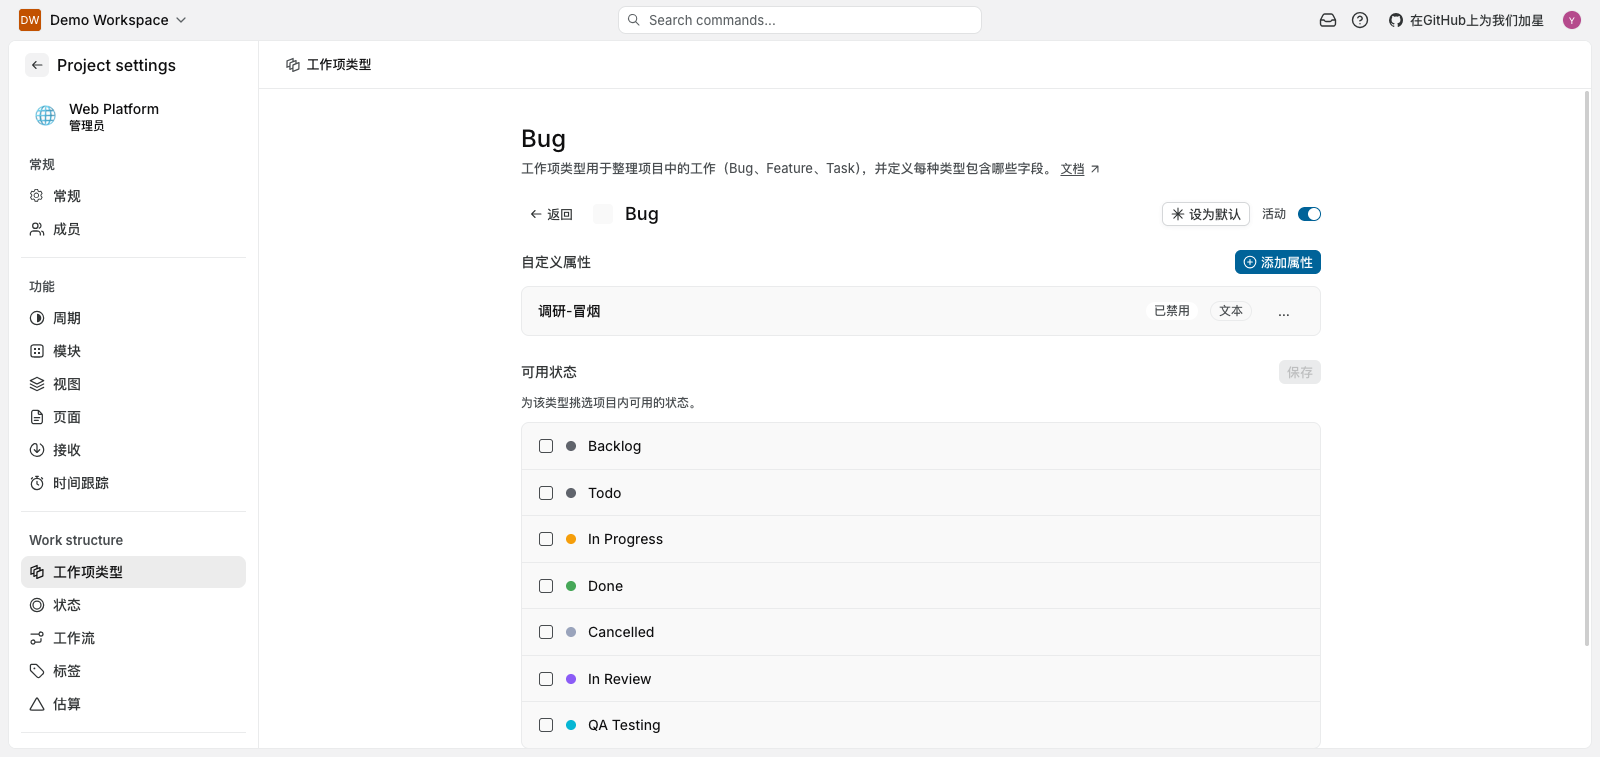 DW Demo Workspace
Search commands...
在GitHub上为我们加星
Y
Project settings
Web Platform
管理员
常规
常规
成员
功能
周期
模块
视图
页面
接收
时间跟踪
Work structure
工作项类型
状态
工作流
标签
估算
工作项类型
Bug
工作项类型用于整理项目中的工作（Bug、Feature、Task），并定义每种类型包含哪些字段。 文档
返回
Bug
设为默认
活动
自定义属性
添加属性
调研-冒烟
已禁用
文本
...
可用状态
保存
为该类型挑选项目内可用的状态。
Backlog
Todo
In Progress
Done
Cancelled
In Review
QA Testing